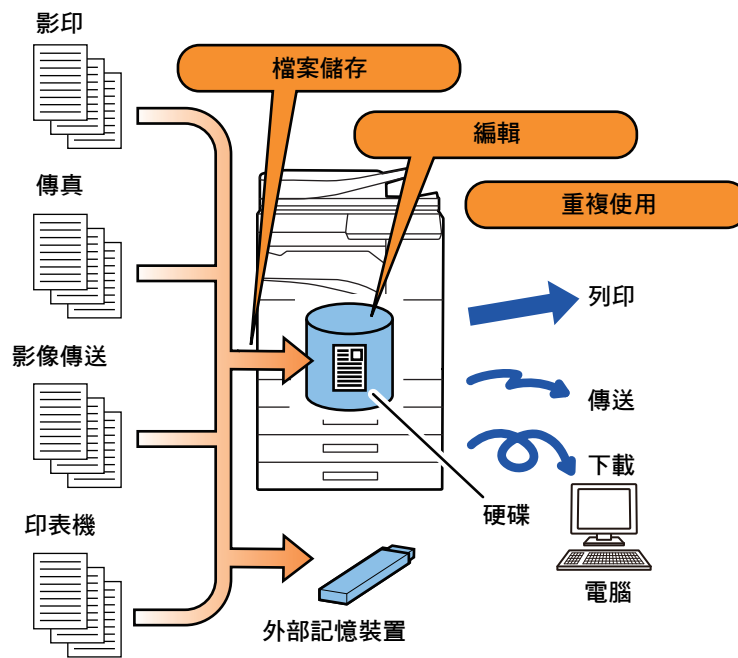 影印
檔案儲存
編輯
傳真
重複使用
列印
影像傳送
傳送
下載
硬碟
印表機
電腦
外部記憶裝置